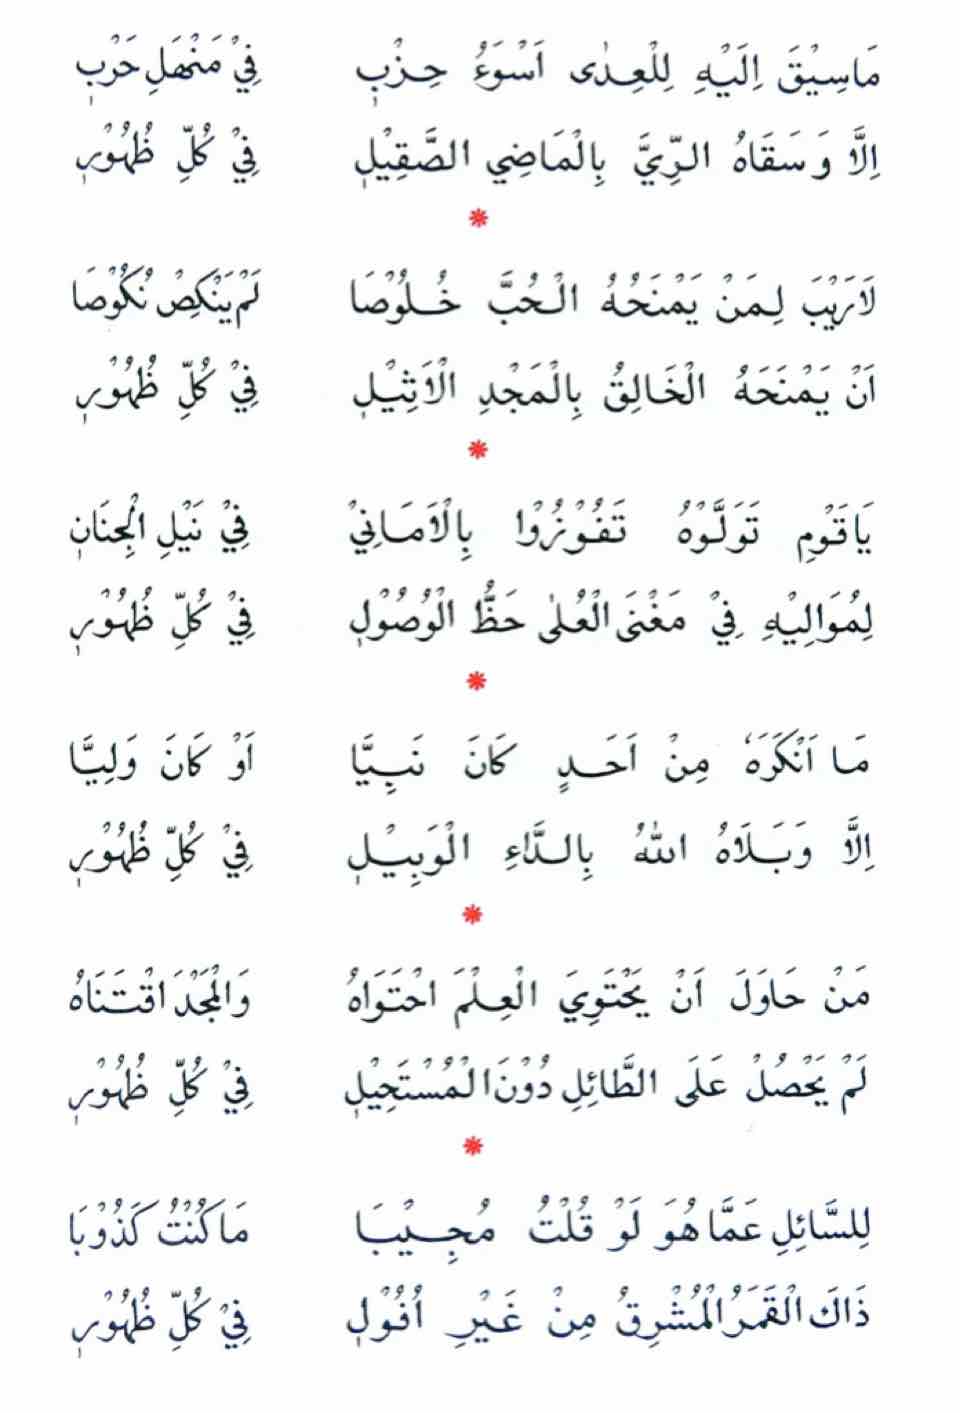 مَاسِيْقَ اِلَيْهِ لِلْعِدٰى اَسْوَءُ حِزْبٍ فِيْ مَنْهَلِ حَرْبٍ
اِلَّا وَسَقَاهُ الرِّيَّ بِالْمَاضِي الصَّقِيْلِ فِيْ كُلِّ ظُهُوْرٍ
لَارَيْبَ لِمَنْ يَمْنَحُهُ الْحُبَّ خُلُوْصَا لَمْ يَنْكِصْ نُكُوْصَا
اَنْ يَمْنَحَهُ الْخَالِقُ بِالْمَجْدِ الْاَثِيْلِ فِيْ كُلِّ ظُهُوْرٍ
يَاقَوْمِ تَوَلَّوْهُ تَفُوْزُوْا بِالْاَمَانِيْ فِيْ نَيْلِ الْجِنَانِ
لِمُوَالِيْهِ فِيْ مَغْنَى الْعُلٰى حَظُّ الْوُصُوْلِ فِيْ كُلِّ ظُهُوْرٍ
مَا اَنْكَرَهٗ مِنْ اَحَدٍ كَانَ نَبِيَّا اَوْ كَانَ وَلِيَّا
اِلَّا وَبَلَاهُ اللهُ بِالدَّاءِ الْوَبِيْلِ فِيْ كُلِّ ظُهُوْرٍ
مَنْ حَاوَلَ اَنْ يَحْتَوِيَ الْعِلْمَ احْتَوَاهُ وَالْمَجْدَ اقْتَنَاهُ
لَمْ يَحْصُلْ عَلَى الطَّائِلِ دُوْنَ الْمُسْتَحِيْلِ فِيْ كُلِّ ظُهُوْرٍ
لِلسَّائِلِ عَمَّا هُوَ لَوْ قُلْتُ مُجِيْبَا مَا كُنْتُ كَذُوْبَا
ذَاكَ الْقَمَرُ الْمُشْرِقُ مِنْ غَيْرِ اُفُوْلٍ فِيْ كُلِّ ظُهُوْرٍ